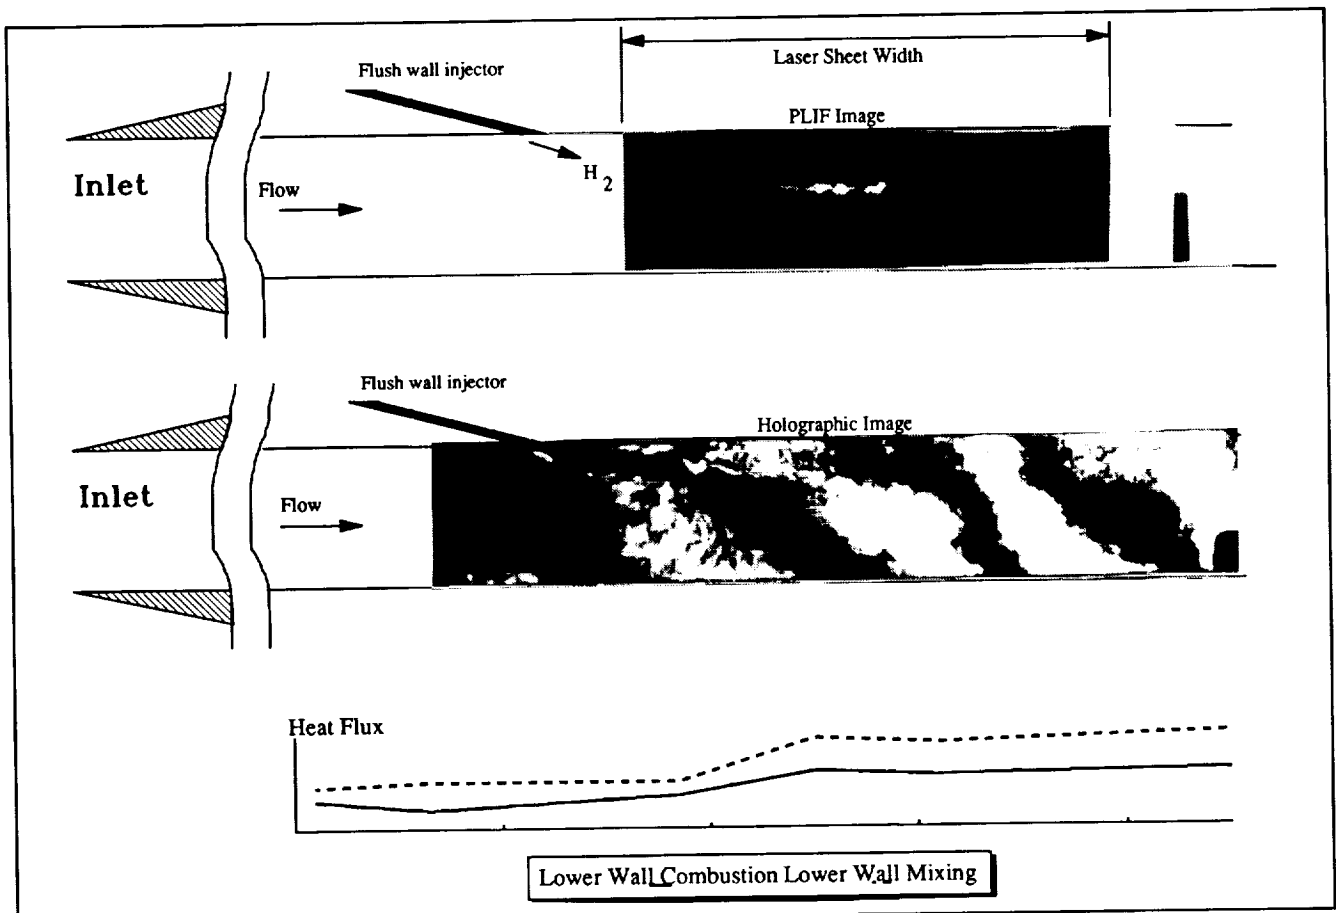 Laser Sheet Width
Flush wall injector
PLIF Image
H2
Inlet
Flow
Flush wall injector
Holographic Image
Inlet
Flow
Heat Flux
Lower Wall Combustion Lower Wall Mixing